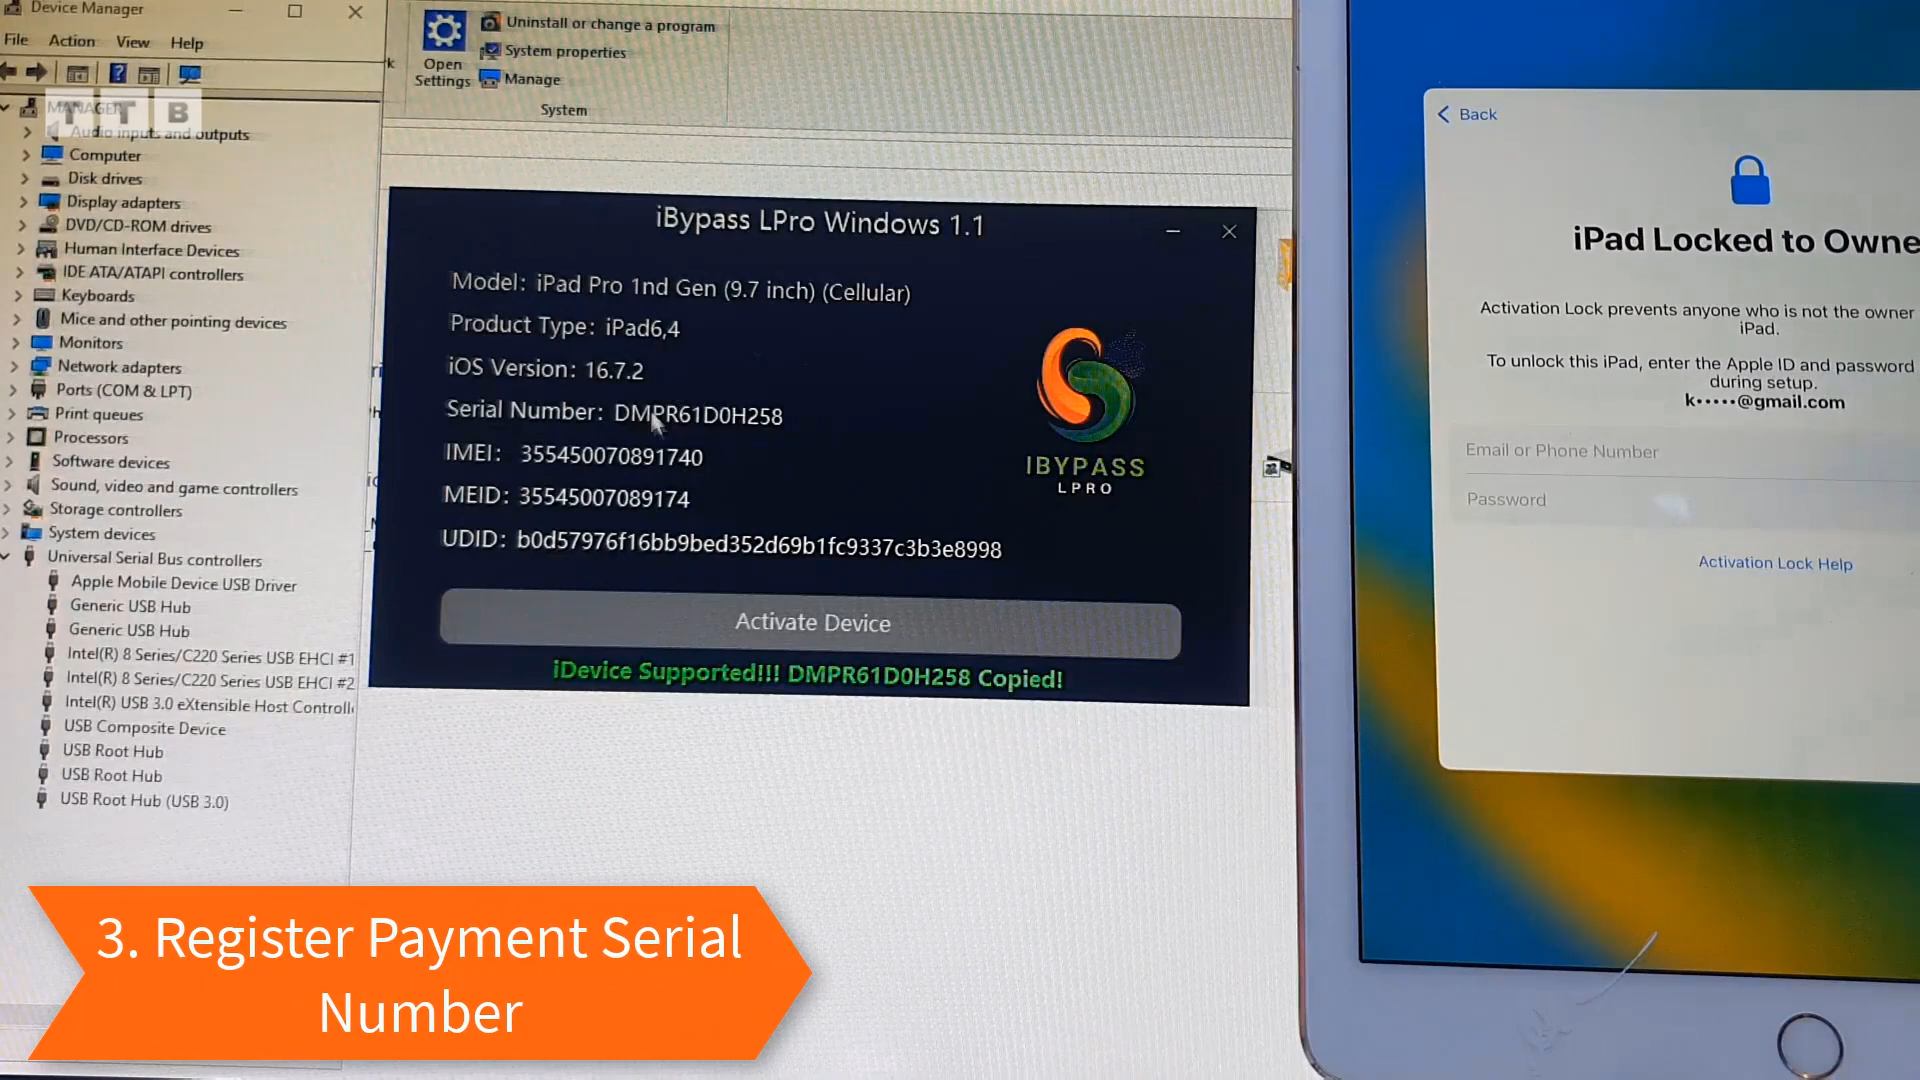 Device Manager
File Action View Help
MANAGER
TTB
Audio inputs and outputs
Computer
Disk drives
Display adapters
DVD/CD-ROM drives
Human Interface Devices
IDE ATA/ATAPI controllers
Keyboards
Mice and other pointing devices
Monitors
Network adapters
Ports (COM & LPT)
Print queues
Processors
Software devices
Sound, video and game controllers
Storage controllers
System devices
Universal Serial Bus controllers
Apple Mobile Device USB Driver
Generic USB Hub
Generic USB Hub
Intel(R) 8 Series/C220 Series USB EHCI #1
Intel(R) 8 Series/C220 Series USB EHCI #2
Intel(R) USB 3.0 eXtensible Host Controll
USB Composite Device
USB Root Hub
USB Root Hub
USB Root Hub (USB 3.0)
Open
Settings
Uninstall or change a program
System properties
Manage
System
iBypass LPro Windows 1.1
Model: iPad Pro 1nd Gen (9.7 inch) (Cellular)
Product Type: iPad6,4
iOS Version: 16.7.2
Serial Number: DMPR61D0H258
IMEI: 355450070891740
MEID: 35545007089174
UDID: b0d57976f16bb9bed352d69b1fc9337c3b3e8998
IBYPASS
LPRO
Activate Device
iDevice Supported!!! DMPR61D0H258 Copied!
Back
iPad Locked to Owne
Activation Lock prevents anyone who is not the owner
iPad.
To unlock this iPad, enter the Apple ID and password
during setup.
k•••••@gmail.com
Email or Phone Number
Password
Activation Lock Help
3. Register Payment Serial
Number